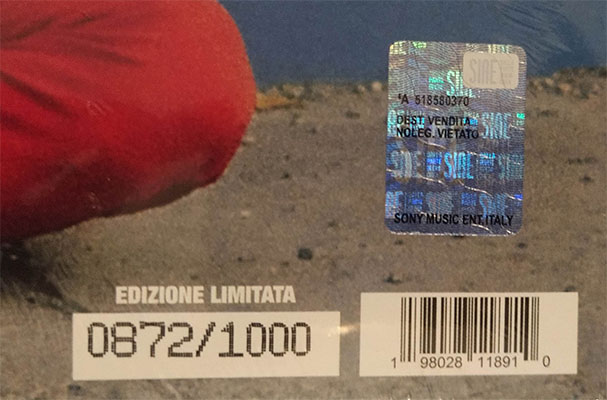 SIAE
*A 518580370
DEST. VENDITA
NOLEG. VIETATO
SONY MUSIC ENT. ITALY
EDIZIONE LIMITATA
0872/1000
1 98028 11891 0